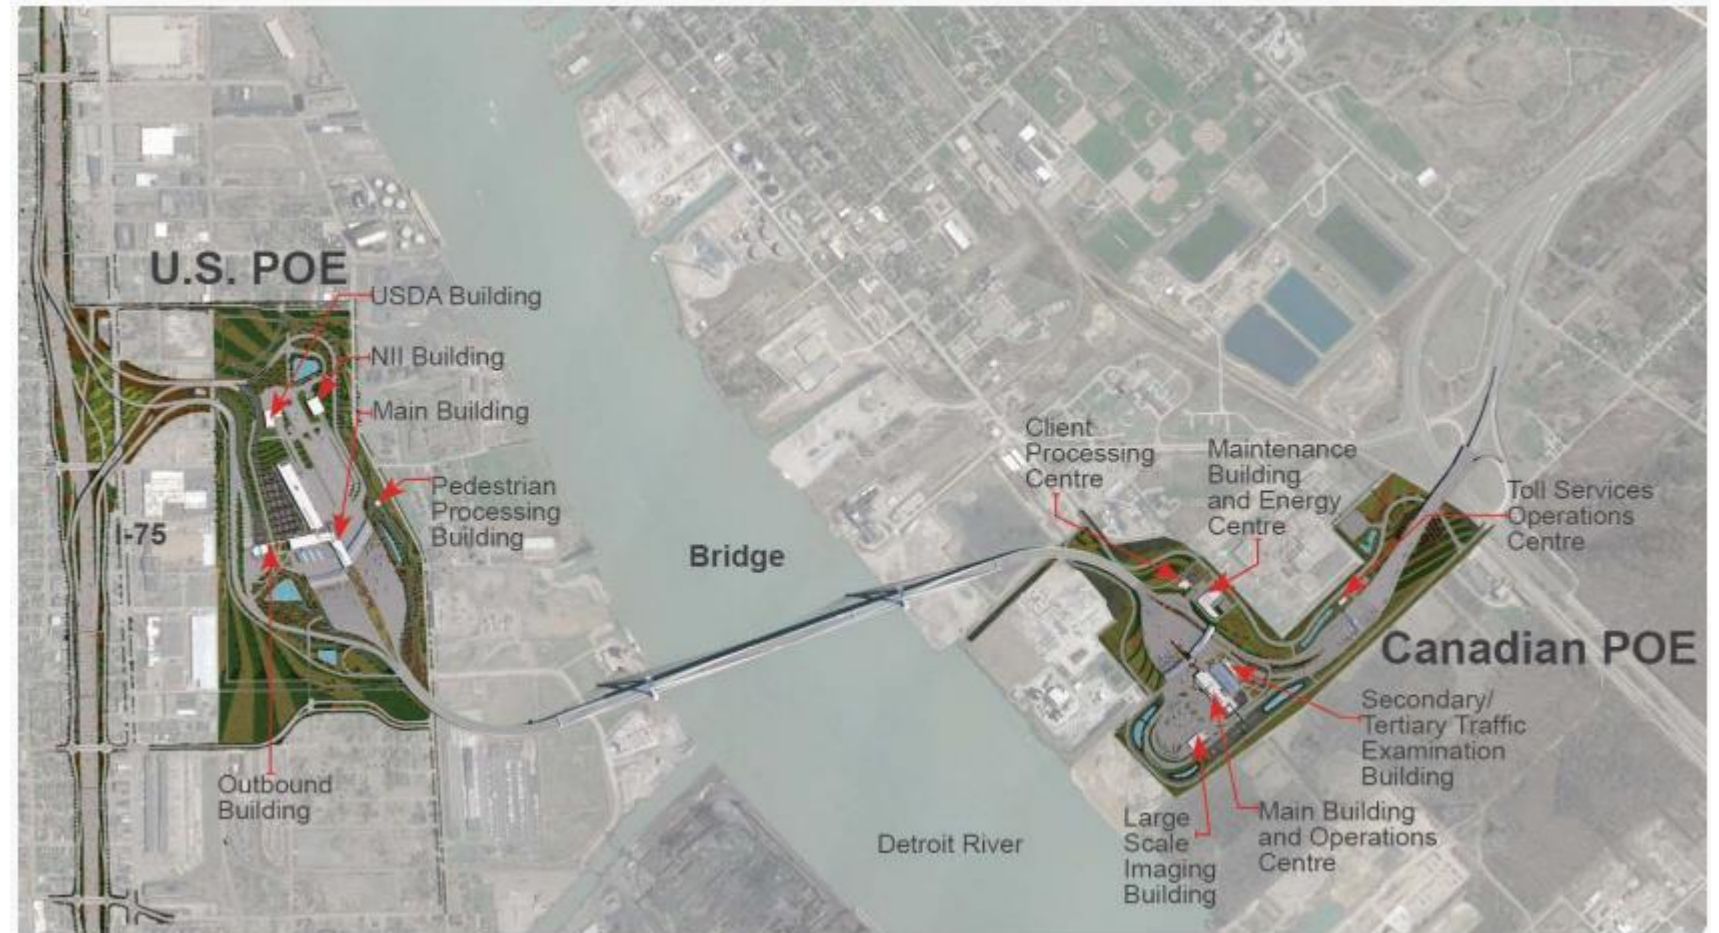 U.S. POE
USDA Building
NII Building
Main Building
Pedestrian
Processing
Building
I-75
Outbound
Building
Bridge
Detroit River
Client
Processing
Centre
Maintenance
Building
and Energy
Centre
Toll Services
Operations
Centre
Canadian POE
Secondary/
Tertiary Traffic
Examination
Building
Main Building
and Operations
Centre
Large
Scale
Imaging
Building